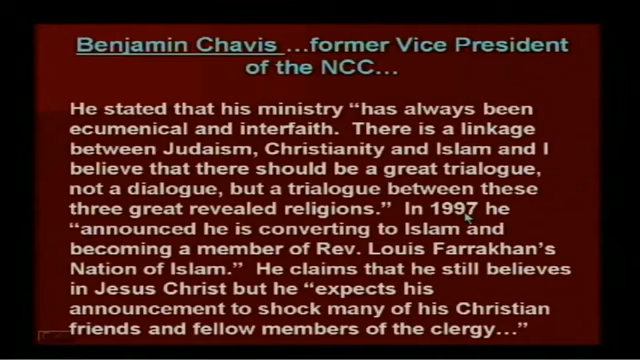 Benjamin Chavis ...former Vice President
of the NCC...
He stated that his ministry “has always been
ecumenical and interfaith. There is a linkage
between Judaism, Christianity and Islam and I
believe that there should be a great trialogue,
not a dialogue, but a trialogue between these
three great revealed religions.” In 1997 he
“announced he is converting to Islam and
becoming a member of Rev. Louis Farrakhan’s
Nation of Islam.” He claims that he still believes
in Jesus Christ but he “expects his
announcement to shock many of his Christian
friends and fellow members of the clergy...”